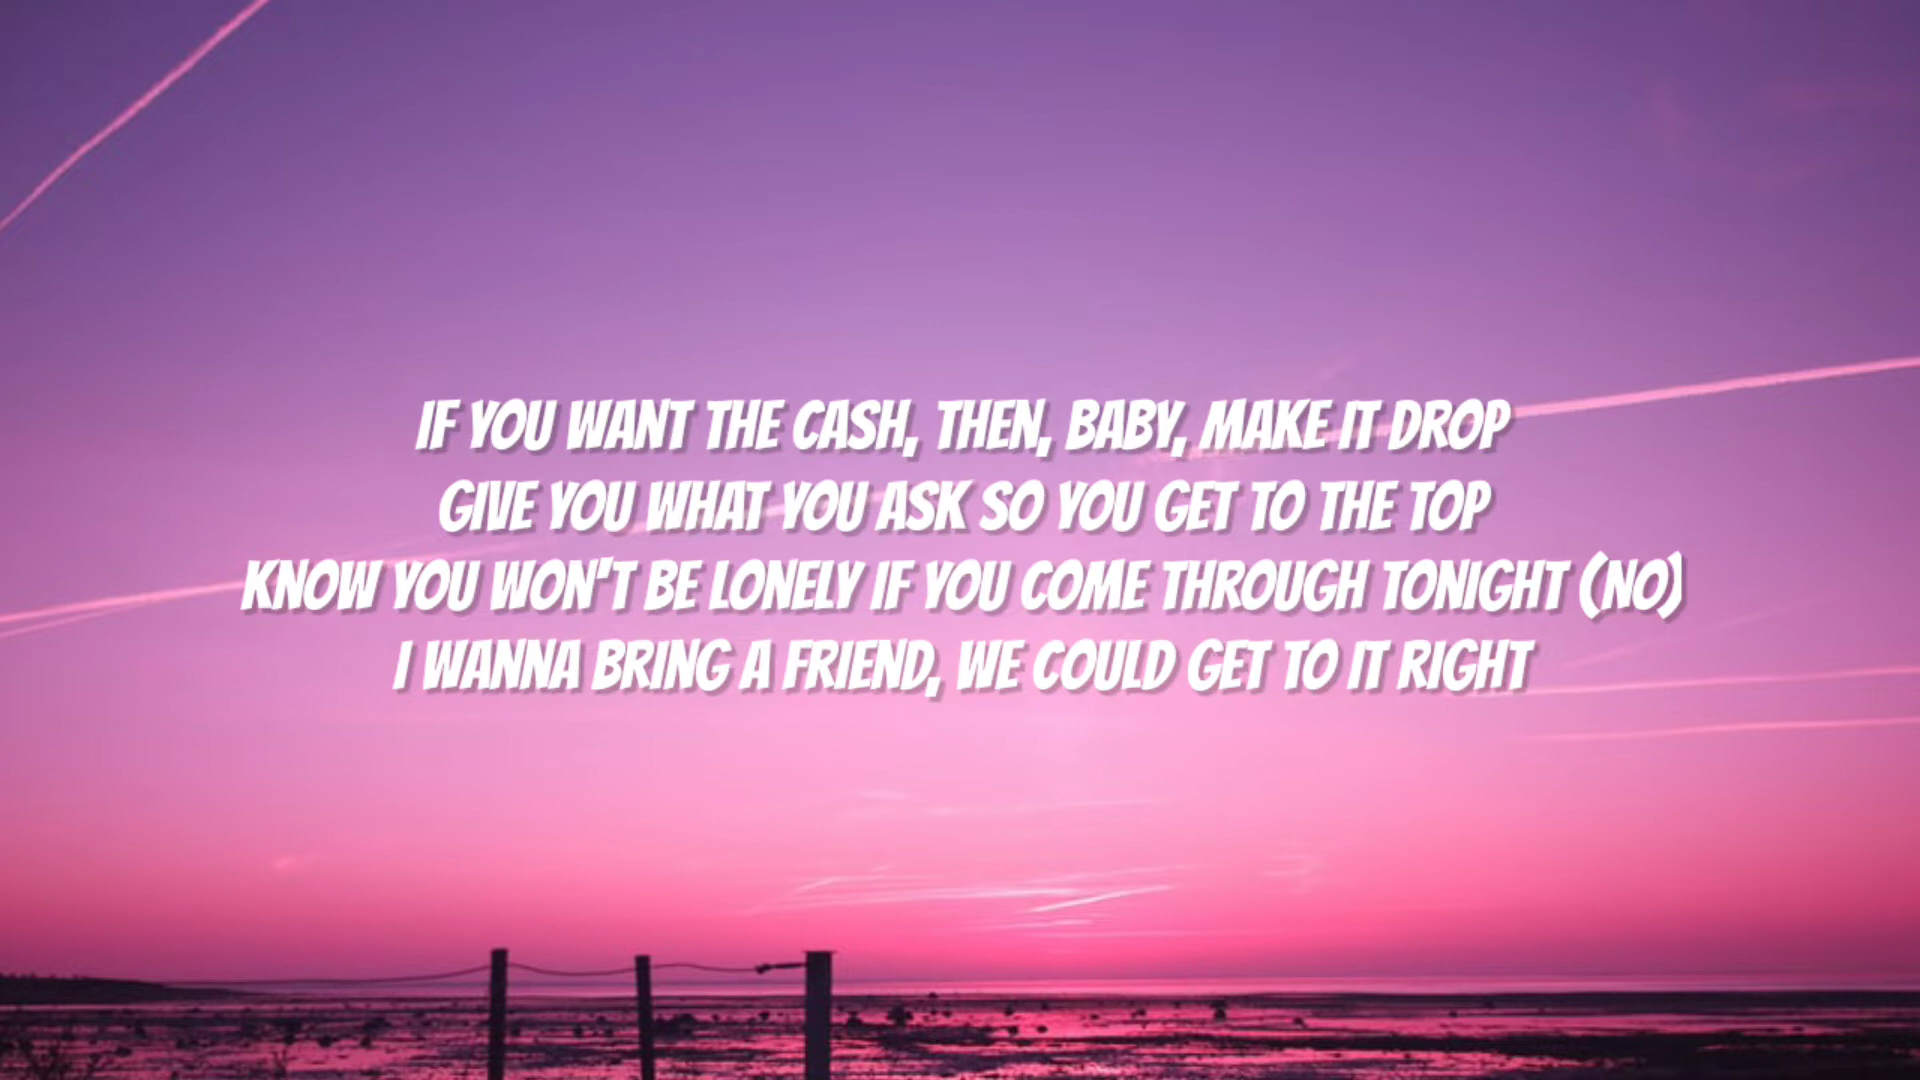 IF YOU WANT THE CASH, THEN, BABY, MAKE IT DROP
GIVE YOU WHAT YOU ASK SO YOU GET TO THE TOP
KNOW YOU WON'T BE LONELY IF YOU COME THROUGH TONIGHT (NO)
I WANNA BRING A FRIEND, WE COULD GET TO IT RIGHT